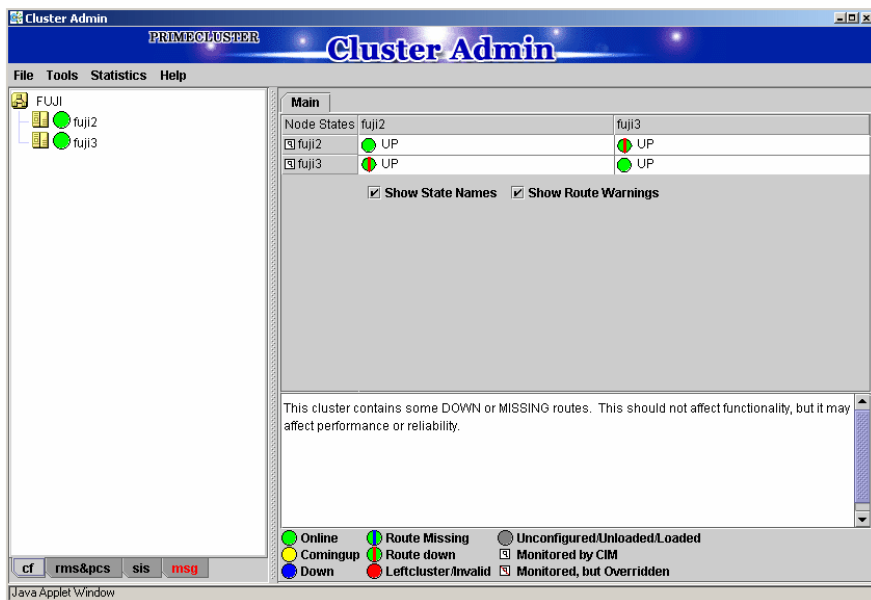 Cluster Admin
PRIMECLUSTER
Cluster Admin
File Tools Statistics Help
FUJI
fuji2
fuji3
Main
Node States fuji2 fuji3
fuji2 UP UP
fuji3 UP UP
Show State Names Show Route Warnings
This cluster contains some DOWN or MISSING routes. This should not affect functionality, but it may
affect performance or reliability.
Online Route Missing Unconfigured/Unloaded/Loaded
Comingup Route down Monitored by CIM
Down Leftcluster/Invalid Monitored, but Overridden
cf rms&pcs sis msg
Java Applet Window